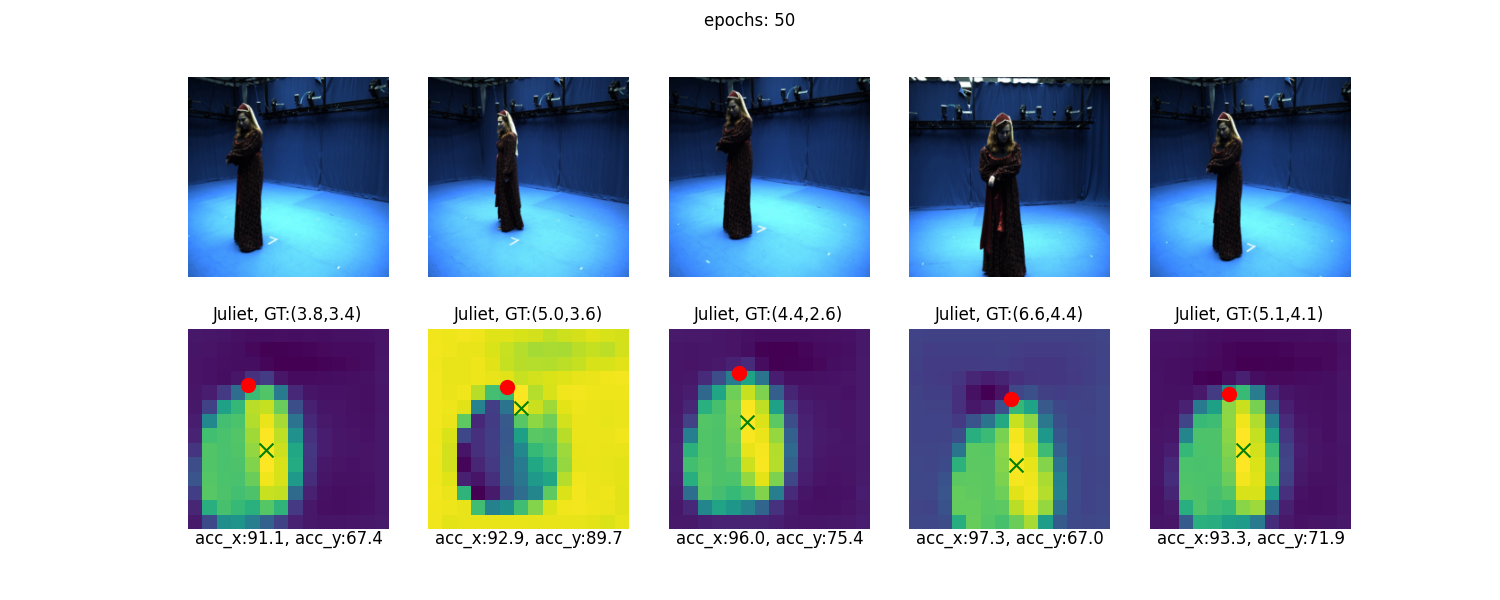 epochs: 50
Juliet, GT:(3.8,3.4)
Juliet, GT:(5.0,3.6)
Juliet, GT:(4.4,2.6)
Juliet, GT:(6.6,4.4)
Juliet, GT:(5.1,4.1)
acc_x:91.1, acc_y:67.4
acc_x:92.9, acc_y:89.7
acc_x:96.0, acc_y:75.4
acc_x:97.3, acc_y:67.0
acc_x:93.3, acc_y:71.9